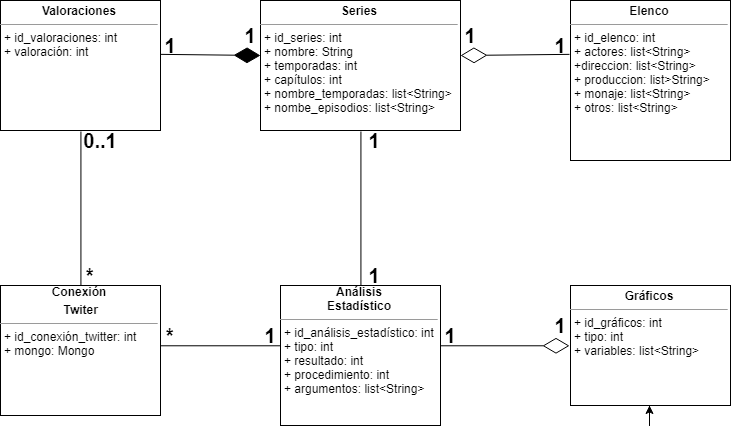 Valoraciones
+ id_valoraciones: int
+ valoración: int
1
1
Series
+ id_series: int
+ nombre: String
+ temporadas: int
+ capítulos: int
+ nombre_temporadas: list<String>
+ nombe_episodios: list<String>
1
1
Elenco
+ id_elenco: int
+ actores: list<String>
+direccion: list<String>
+ produccion: list>String>
+ monaje: list<String>
+ otros: list<String>
0..1
1
*
1
Conexión
Twiter
+ id_conexión_twitter: int
+ mongo: Mongo
*
1
Análisis
Estadístico
+ id_análisis_estadístico: int
+ tipo: int
+ resultado: int
+ procedimiento: int
+ argumentos: list<String>
1
1
Gráficos
+ id_gráficos: int
+ tipo: int
+ variables: list<String>